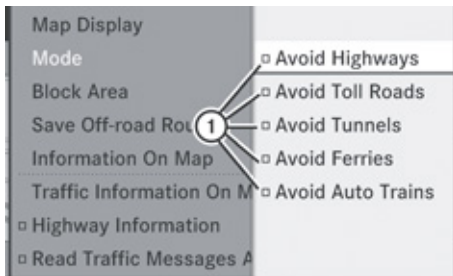 Map Display
Mode
Block Area
Save Off-road
Information On Map
Traffic Information On
Highway Information
Read Traffic Messages
1
Avoid Highways
Avoid Toll Roads
Avoid Tunnels
Avoid Ferries
Avoid Auto Trains